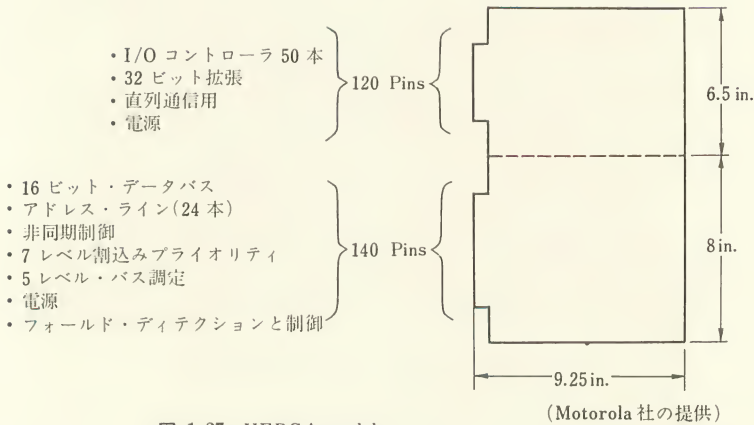 ・I/O コントローラ 50 本
・32 ビット拡張
・直列通信用
・電源
120 Pins
6.5 in.
・16 ビット・データバス
・アドレス・ライン(24 本)
・非同期制御
・7 レベル割込みプライオリティ
・5 レベル・バス調定
・電源
・フォールド・ディテクションと制御
140 Pins
8 in.
9.25 in.
(Motorola 社の提供)